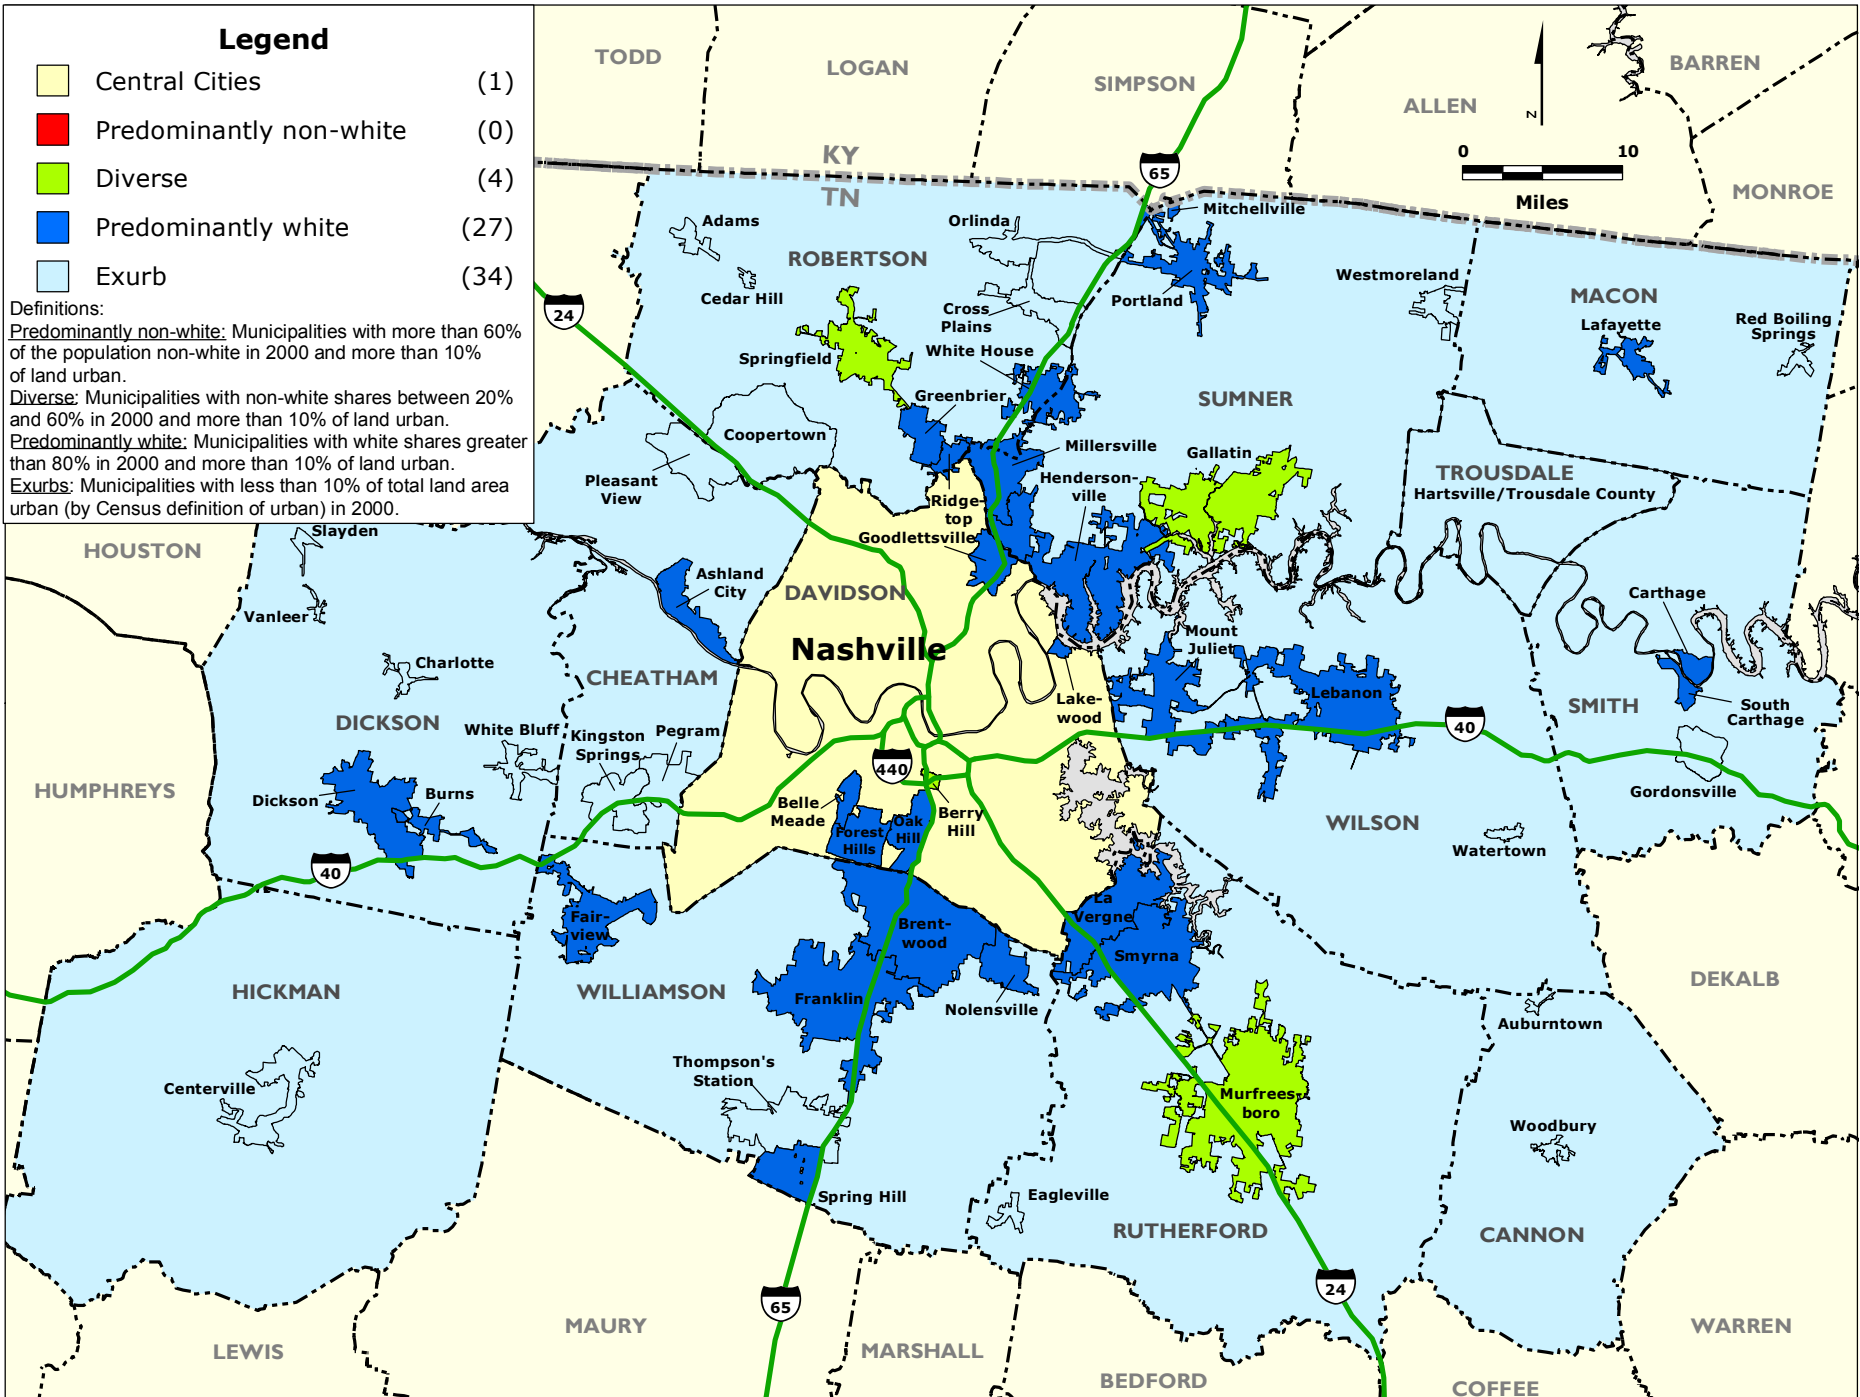 Legend
Central Cities (1)
Predominantly non-white (0)
Diverse (4)
Predominantly white (27)
Exurb (34)
Definitions:
Predominantly non-white: Municipalities with more than 60%
of the population non-white in 2000 and more than 10%
of land urban.
Diverse: Municipalities with non-white shares between 20%
and 60% in 2000 and more than 10% of land urban.
Predominantly white: Municipalities with white shares greater
than 80% in 2000 and more than 10% of land urban.
Exurbs: Municipalities with less than 10% of total land area
urban (by Census definition of urban) in 2000.
TODD
LOGAN
SIMPSON
ALLEN
BARREN
MONROE
N
0 10
Miles
KY
TN
65
24
Adams
Orlinda
Mitchellville
ROBERTSON
Cedar Hill
Cross
Plains
Portland
Westmoreland
MACON
Lafayette
Red Boiling
Springs
Springfield
White House
Greenbrier
SUMNER
Coopertown
Pleasant
View
Millersville
Henderson-
ville
Gallatin
TROUSDALE
Hartsville/Trousdale County
Ridge-
top
Goodlettsville
HOUSTON
Slayden
Vanleer
Ashland
City
DAVIDSON
Nashville
Carthage
Charlotte
CHEATHAM
Mount
Juliet
Lebanon
Lake-
wood
SMITH
South
Carthage
DICKSON
White Bluff
Kingston
Springs
Pegram
40
440
HUMPHREYS
Dickson
Burns
Belle
Meade
Forest
Hills
Oak
Hill
Berry
Hill
Gordonsville
WILSON
Watertown
40
Fair-
view
La
Vergne
Brent-
wood
Smyrna
DEKALB
HICKMAN
WILLIAMSON
Franklin
Nolensville
Auburntown
Thompson's
Station
Centerville
Murfrees-
boro
Woodbury
Spring Hill
Eagleville
RUTHERFORD
CANNON
65
24
LEWIS
MAURY
MARSHALL
BEDFORD
COFFEE
WARREN